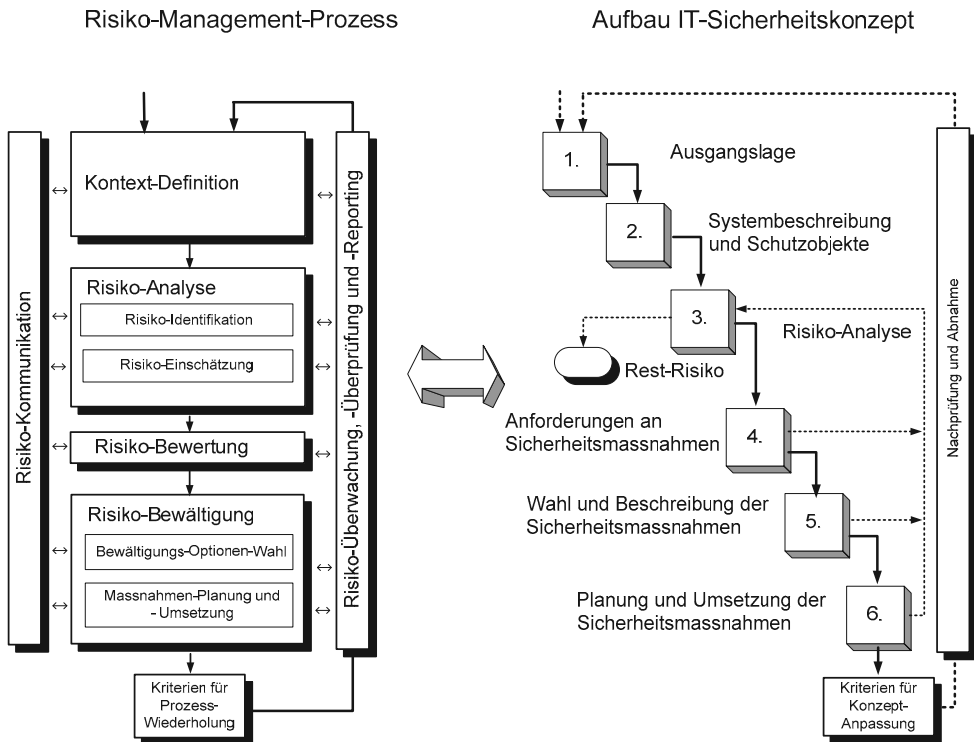 Risiko-Management-Prozess
Risiko-Kommunikation
Kontext-Definition
Risiko-Analyse
Risiko-Identifikation
Risiko-Einschätzung
Risiko-Bewertung
Risiko-Bewältigung
Bewältigungs-Optionen-Wahl
Massnahmen-Planung und
- Umsetzung
Kriterien für
Prozess-
Wiederholung
Risiko-Überwachung, -Überprüfung und -Reporting
Aufbau IT-Sicherheitskonzept
1.
Ausgangslage
2.
Systembeschreibung
und Schutzobjekte
3.
Risiko-Analyse
Rest-Risiko
Anforderungen an
Sicherheitsmassnahmen
4.
Wahl und Beschreibung der
Sicherheitsmassnahmen
5.
Planung und Umsetzung der
Sicherheitsmassnahmen
6.
Kriterien für
Konzept-
Anpassung
Nachprüfung und Abnahme